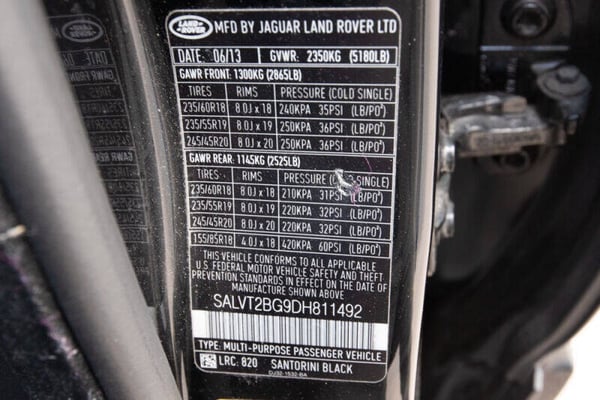 LAND-
ROVER
MFD BY JAGUAR LAND ROVER LTD
DATE: 06/13 GVWR: 2350KG (5180LB)
GAWR FRONT: 1300KG (2865LB)
TIRES RIMS PRESSURE (COLD SINGLE)
235/60R18 8.0J x 18 240KPA 35PSI (LB/PO²)
235/55R19 8.0J x 19 250KPA 36PSI (LB/PO²)
245/45R20 8.0J x 20 250KPA 36PSI (LB/PO²)
GAWR REAR: 1145KG (2525LB)
TIRES RIMS PRESSURE (COLD SINGLE)
235/60R18 8.0J x 18 210KPA 31PSI (LB/PO²)
235/55R19 8.0J x 19 220KPA 32PSI (LB/PO²)
245/45R20 8.0J x 20 220KPA 32PSI (LB/PO²)
155/85R18 4.0J x 18 420KPA 60PSI (LB/PO²)
THIS VEHICLE CONFORMS TO ALL APPLICABLE
U.S. FEDERAL MOTOR VEHICLE SAFETY AND THEFT
PREVENTION STANDARDS IN EFFECT ON THE DATE OF
MANUFACTURE SHOWN ABOVE
SALVT2BG9DH811492
TYPE: MULTI-PURPOSE PASSENGER VEHICLE
LRC: 820 SANTORINI BLACK
DJ32-1532-BA